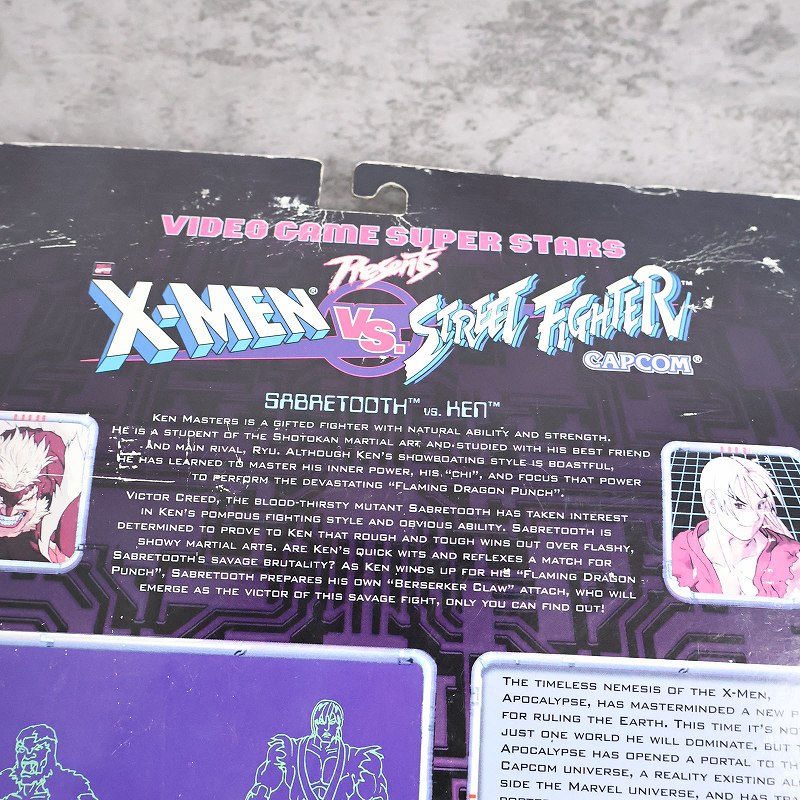 VIDEO GAME SUPER STARS
Presents
X-MEN® VS. STREET FIGHTER™
CAPCOM®
SABRETOOTH™ VS. KEN™
KEN MASTERS IS A GIFTED FIGHTER WITH NATURAL ABILITY AND STRENGTH.
HE IS A STUDENT OF THE SHOTOKAN MARTIAL ART AND STUDIED WITH HIS BEST FRIEND
AND MAIN RIVAL, RYU. ALTHOUGH KEN'S SHOWBOATING STYLE IS BOASTFUL,
HE HAS LEARNED TO MASTER HIS INNER POWER, HIS "CHI", AND FOCUS THAT POWER
TO PERFORM THE DEVASTATING "FLAMING DRAGON PUNCH".
VICTOR CREED, THE BLOOD-THIRSTY MUTANT SABRETOOTH HAS TAKEN INTEREST
IN KEN'S POMPOUS FIGHTING STYLE AND OBVIOUS ABILITY. SABRETOOTH IS
DETERMINED TO PROVE TO KEN THAT ROUGH AND TOUGH WINS OUT OVER FLASHY,
SHOWY MARTIAL ARTS. ARE KEN'S QUICK WITS AND REFLEXES A MATCH FOR
SABRETOOTH'S SAVAGE BRUTALITY? AS KEN WINDS UP FOR HIS "FLAMING DRAGON
PUNCH", SABRETOOTH PREPARES HIS OWN "BERSERKER CLAW" ATTACH, WHO WILL
EMERGE AS THE VICTOR OF THIS SAVAGE FIGHT, ONLY YOU CAN FIND OUT!
THE TIMELESS NEMESIS OF THE X-MEN,
APOCALYPSE, HAS MASTERMINDED A NEW P
FOR RULING THE EARTH. THIS TIME IT'S NO
JUST ONE WORLD HE WILL DOMINATE, BUT
APOCALYPSE HAS OPENED A PORTAL TO TH
CAPCOM UNIVERSE, A REALITY EXISTING AL
SIDE THE MARVEL UNIVERSE, AND HAS